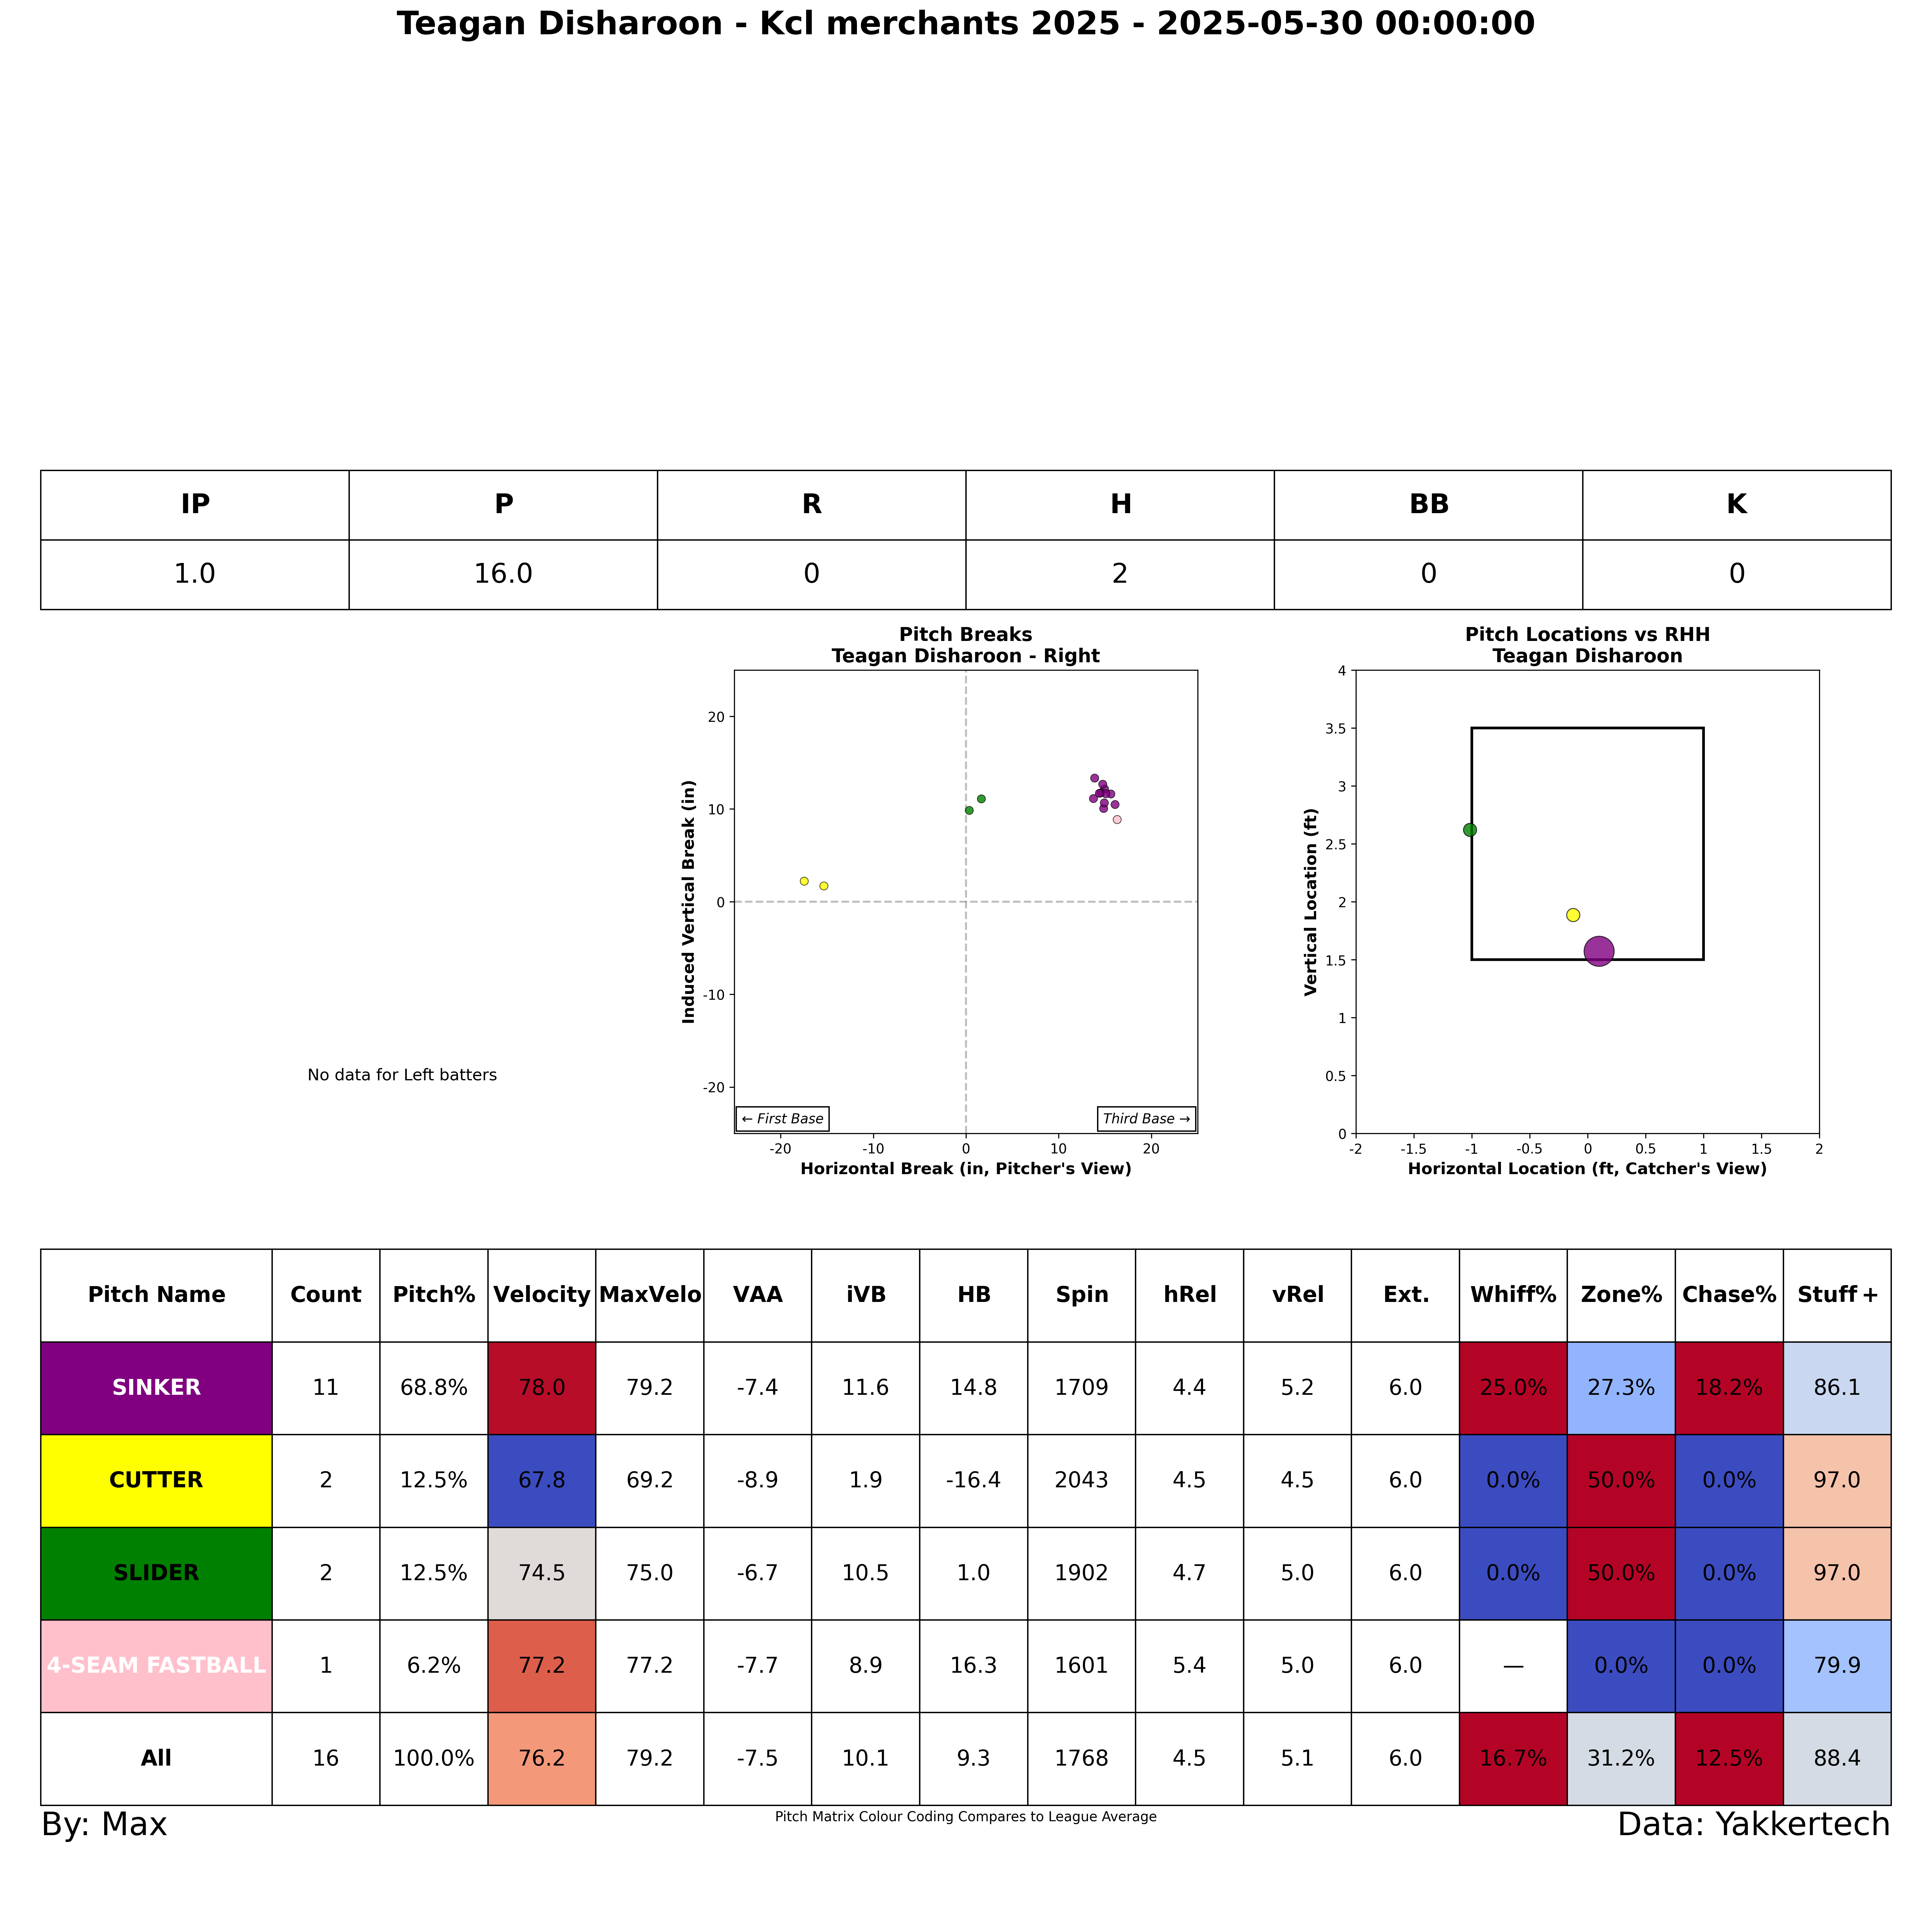 Teagan Disharoon - Kcl merchants 2025 - 2025-05-30 00:00:00
IP P R H BB K
1.0 16.0 0 2 0 0
No data for Left batters
Pitch Breaks
Teagan Disharoon - Right
20
10
0
-10
-20
Induced Vertical Break (in)
← First Base
Third Base →
-20 -10 0 10 20
Horizontal Break (in, Pitcher's View)
Pitch Locations vs RHH
Teagan Disharoon
4
3.5
3
2.5
2
1.5
1
0.5
0
Vertical Location (ft)
-2 -1.5 -1 -0.5 0 0.5 1 1.5 2
Horizontal Location (ft, Catcher's View)
Pitch Name Count Pitch% Velocity MaxVelo VAA iVB HB Spin hRel vRel Ext. Whiff% Zone% Chase% Stuff+
SINKER 11 68.8% 78.0 79.2 -7.4 11.6 14.8 1709 4.4 5.2 6.0 25.0% 27.3% 18.2% 86.1
CUTTER 2 12.5% 67.8 69.2 -8.9 1.9 -16.4 2043 4.5 4.5 6.0 0.0% 50.0% 0.0% 97.0
SLIDER 2 12.5% 74.5 75.0 -6.7 10.5 1.0 1902 4.7 5.0 6.0 0.0% 50.0% 0.0% 97.0
4-SEAM FASTBALL 1 6.2% 77.2 77.2 -7.7 8.9 16.3 1601 5.4 5.0 6.0 — 0.0% 0.0% 79.9
All 16 100.0% 76.2 79.2 -7.5 10.1 9.3 1768 4.5 5.1 6.0 16.7% 31.2% 12.5% 88.4
By: Max
Pitch Matrix Colour Coding Compares to League Average
Data: Yakkertech